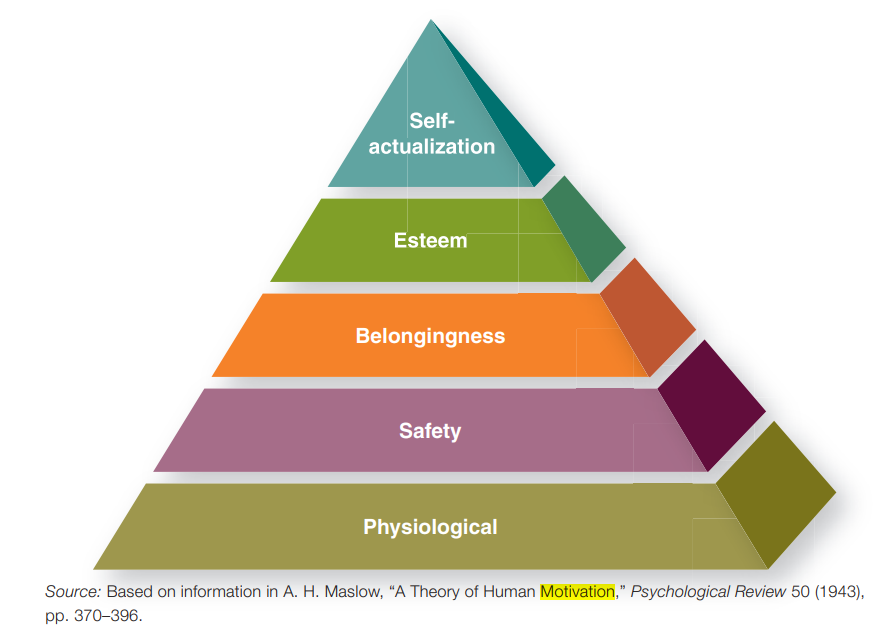 Self-
actualization
Esteem
Belongingness
Safety
Physiological
Source: Based on information in A. H. Maslow, “A Theory of Human Motivation,” Psychological Review 50 (1943),
pp. 370–396.